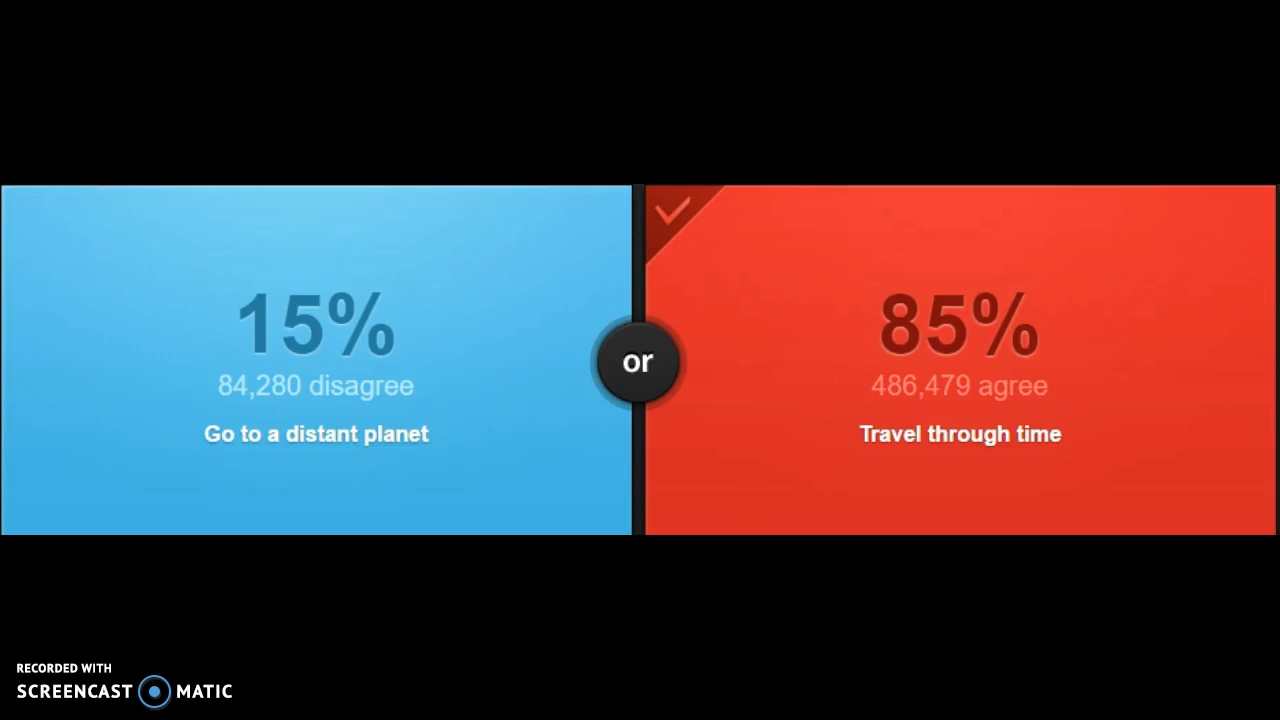 15%
84,280 disagree
Go to a distant planet
or
85%
486,479 agree
Travel through time
RECORDED WITH
SCREENCAST MATIC